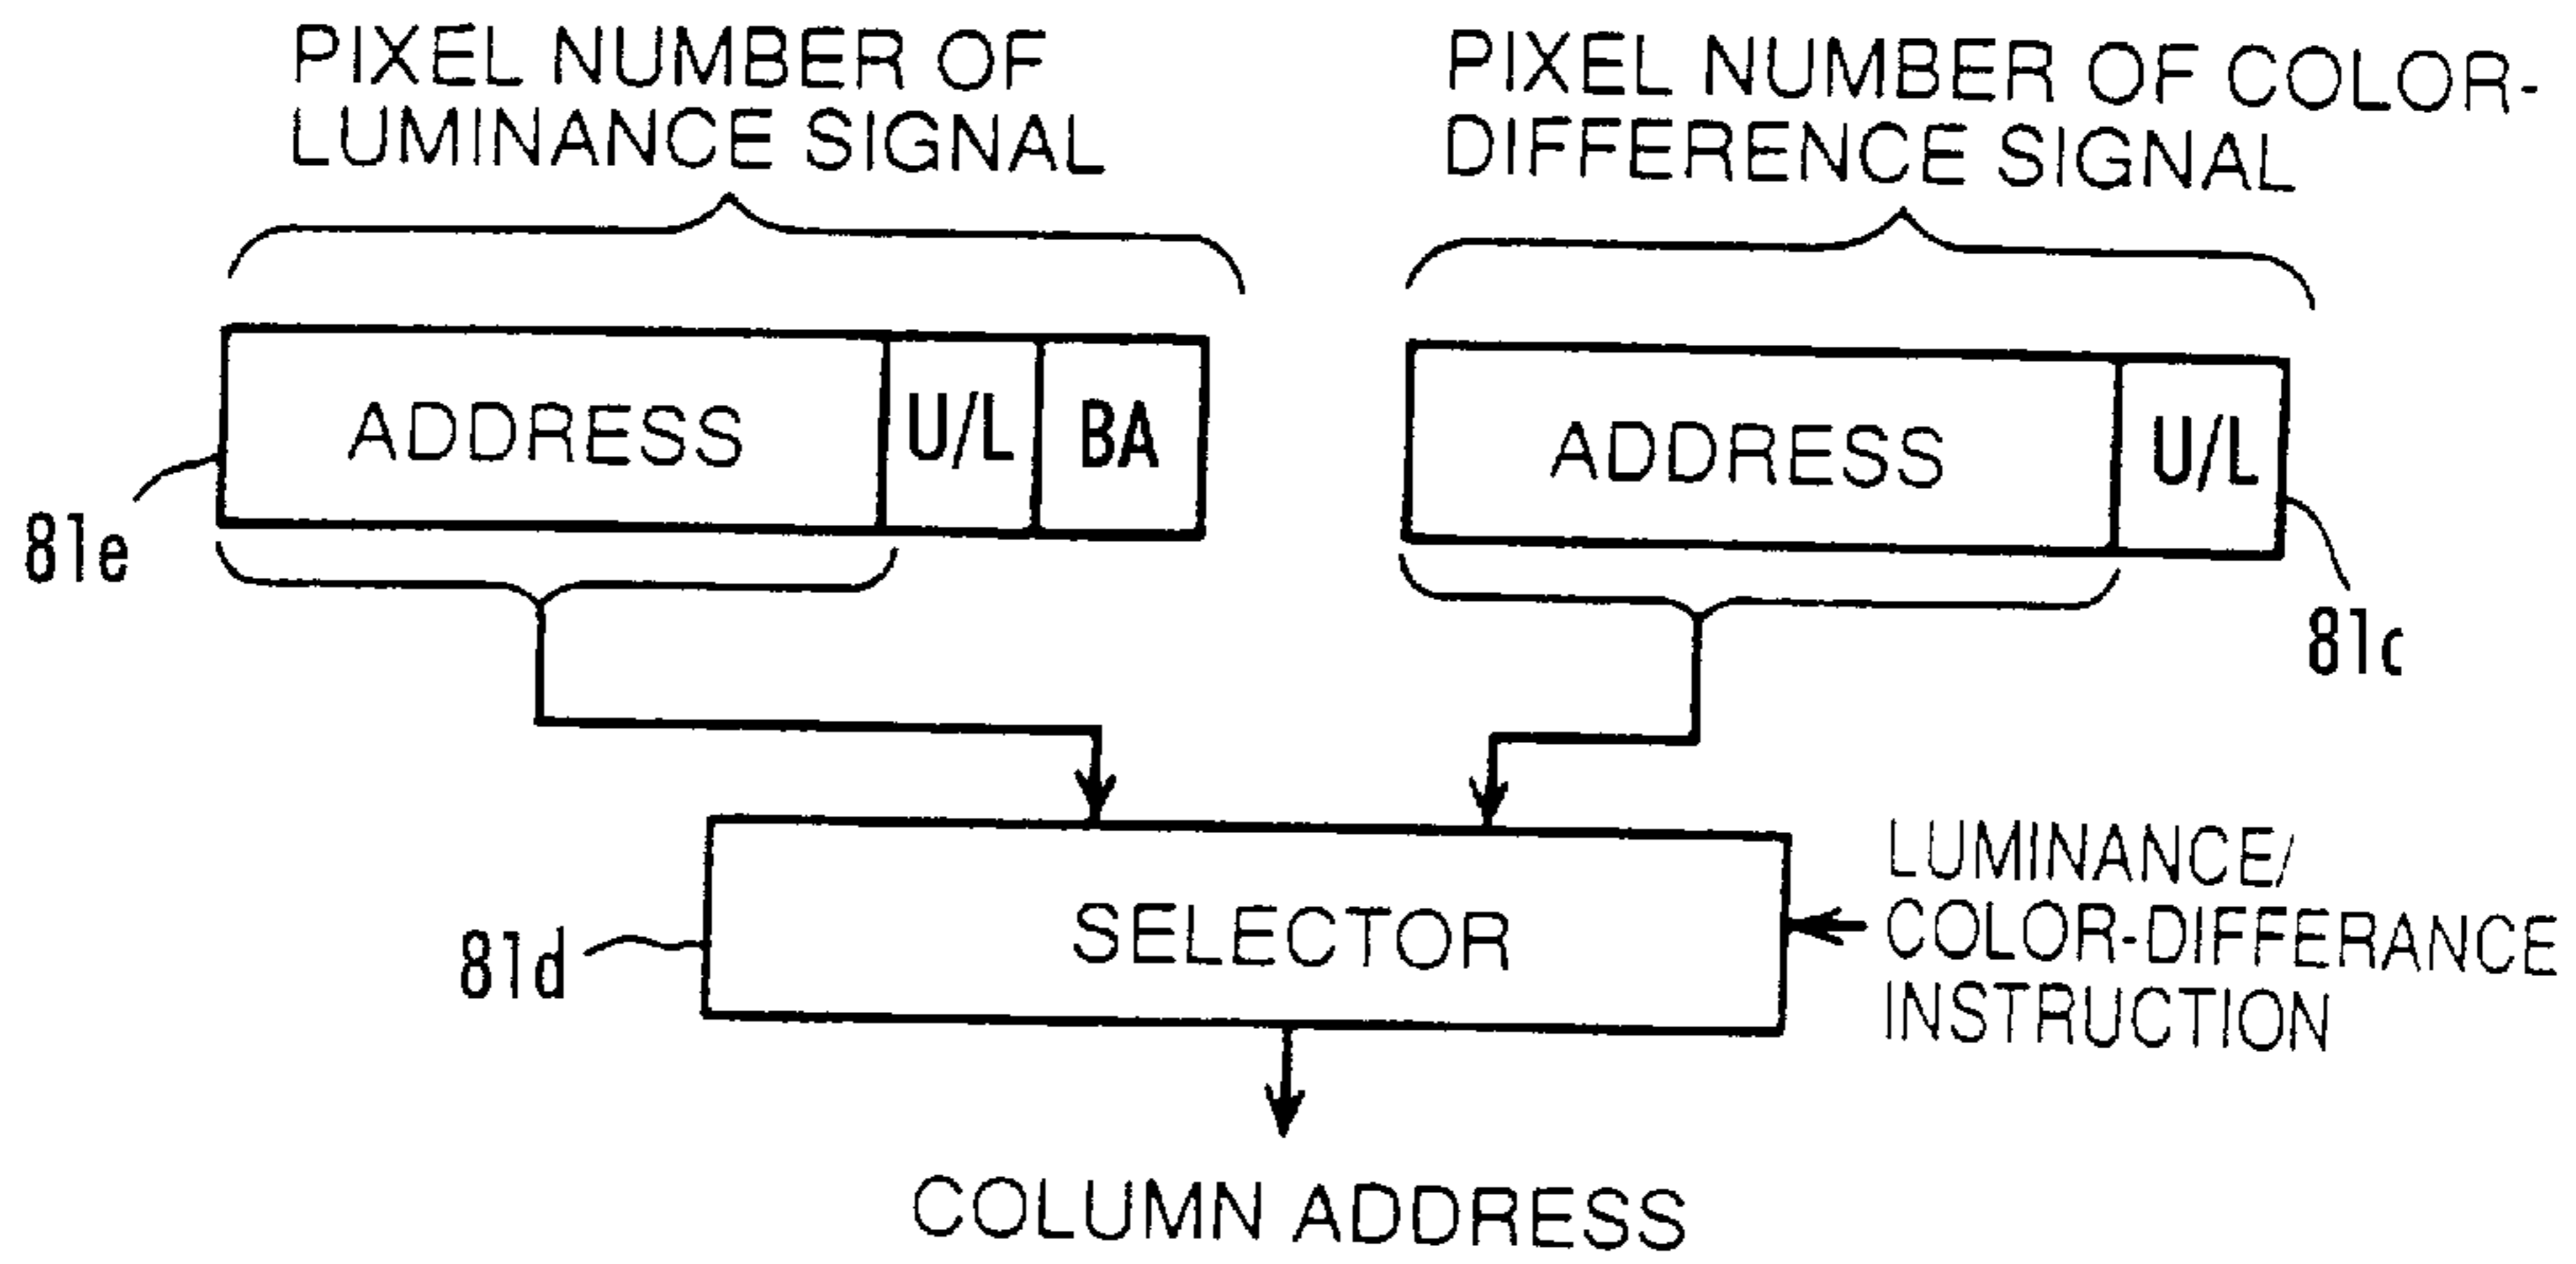 PIXEL NUMBER OF
LUMINANCE SIGNAL
PIXEL NUMBER OF COLOR-
DIFFERENCE SIGNAL
ADDRESS U/L BA
ADDRESS U/L
81e
81c
SELECTOR
81d
LUMINANCE/
COLOR-DIFFERANCE
INSTRUCTION
COLUMN ADDRESS